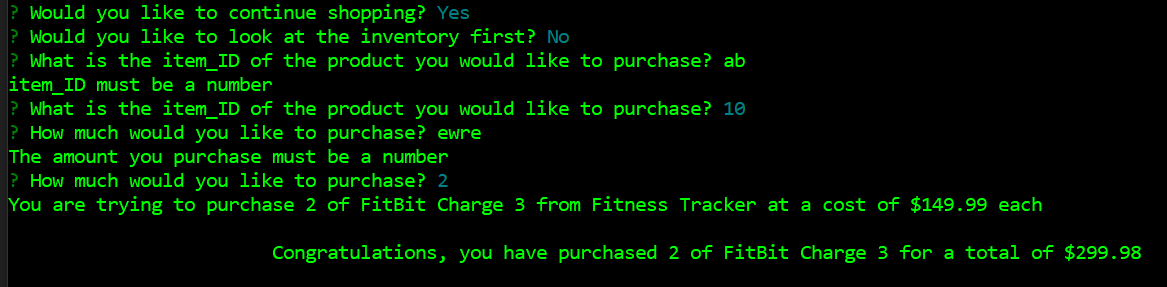 ? Would you like to continue shopping? Yes
? Would you like to look at the inventory first? No
? What is the item_ID of the product you would like to purchase? ab
item_ID must be a number
? What is the item_ID of the product you would like to purchase? 10
? How much would you like to purchase? ewre
The amount you purchase must be a number
? How much would you like to purchase? 2
You are trying to purchase 2 of FitBit Charge 3 from Fitness Tracker at a cost of $149.99 each
Congratulations, you have purchased 2 of FitBit Charge 3 for a total of $299.98